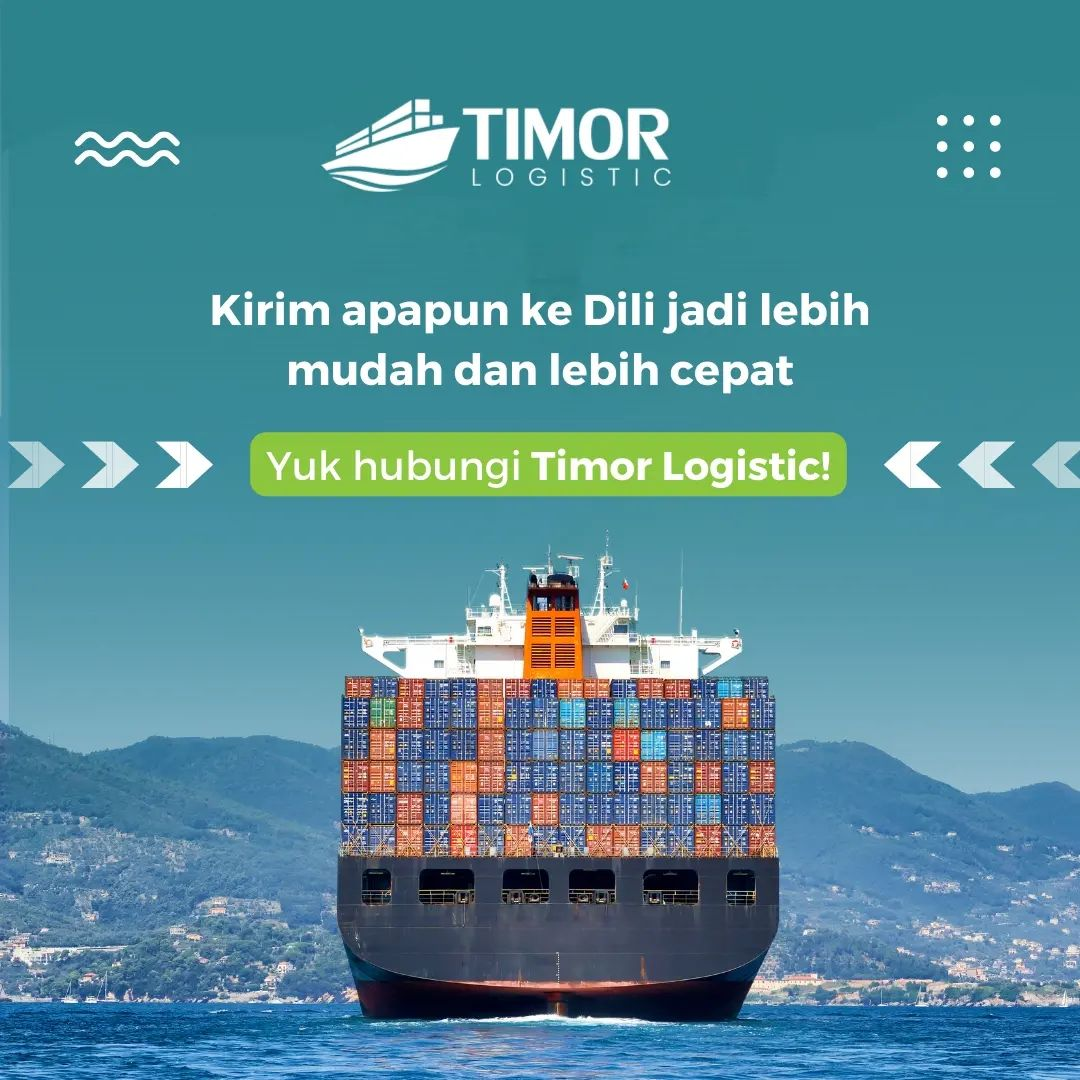 TIMOR
LOGISTIC
Kirim apapun ke Dili jadi lebih
mudah dan lebih cepat
Yuk hubungi Timor Logistic!